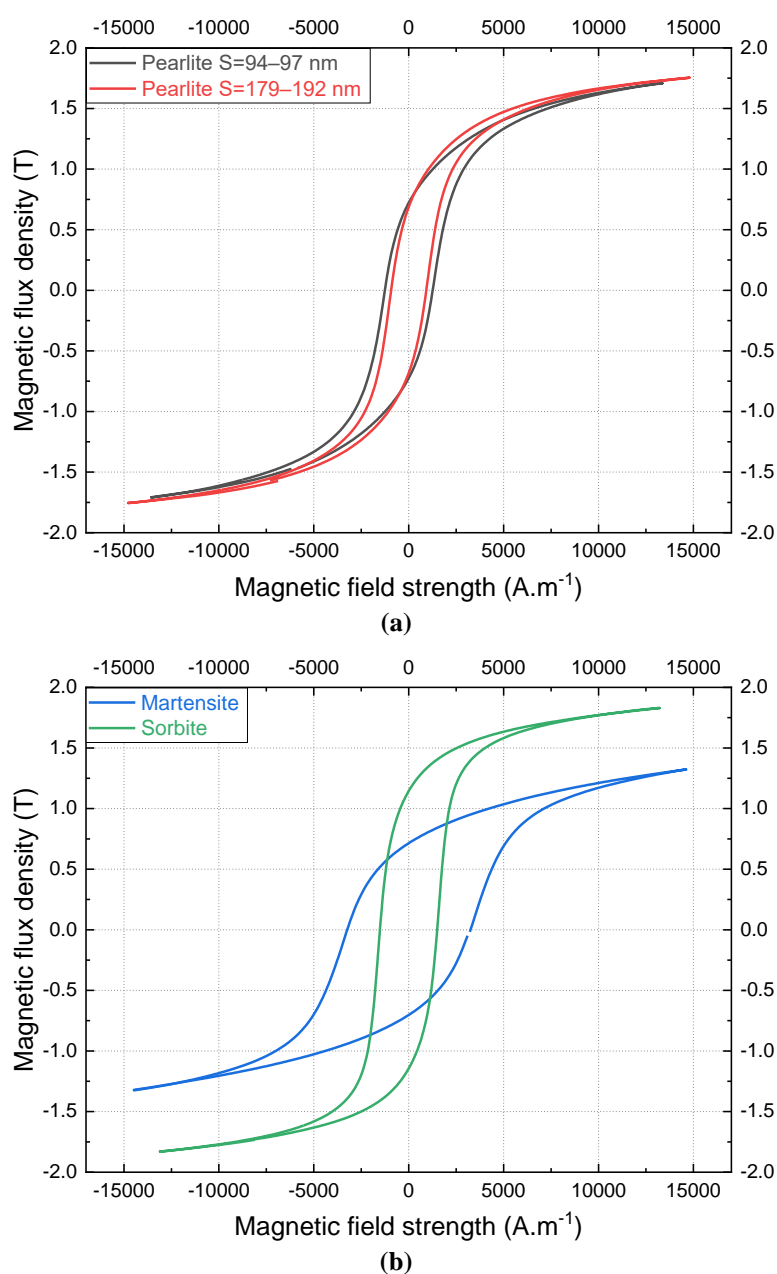 -15000 -10000 -5000 0 5000 10000 15000
Pearlite S=94–97 nm
Pearlite S=179–192 nm
2.0 2.0
1.5 1.5
1.0 1.0
0.5 0.5
0.0 0.0
-0.5 -0.5
-1.0 -1.0
-1.5 -1.5
-2.0 -2.0
Magnetic flux density (T)
-15000 -10000 -5000 0 5000 10000 15000
Magnetic field strength (A.m⁻¹)
(a)
-15000 -10000 -5000 0 5000 10000 15000
Martensite
Sorbite
2.0 2.0
1.5 1.5
1.0 1.0
0.5 0.5
0.0 0.0
-0.5 -0.5
-1.0 -1.0
-1.5 -1.5
-2.0 -2.0
Magnetic flux density (T)
-15000 -10000 -5000 0 5000 10000 15000
Magnetic field strength (A.m⁻¹)
(b)